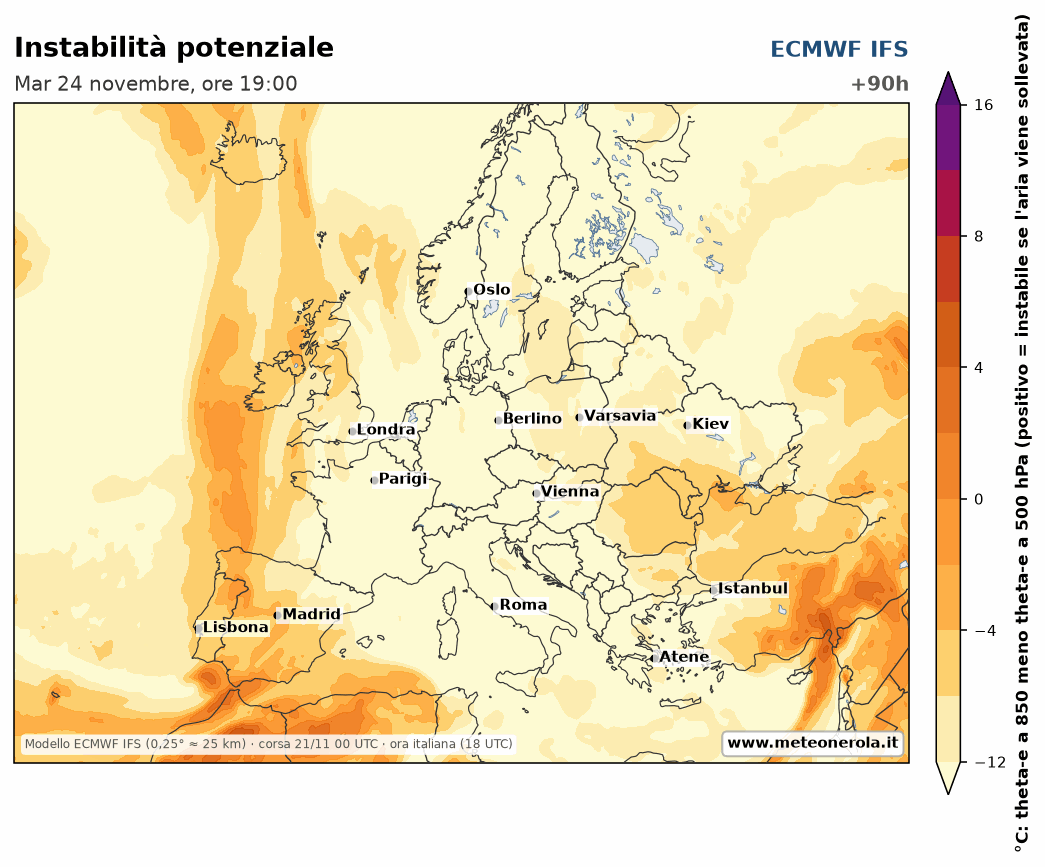 Instabilità potenziale
ECMWF IFS
Mar 24 novembre, ore 19:00
+90h
Oslo
Berlino
Varsavia
Londra
Kiev
Parigi
Vienna
Istanbul
Roma
Madrid
Lisbona
Atene
Modello ECMWF IFS (0,25° ≈ 25 km) · corsa 21/11 00 UTC · ora italiana (18 UTC)
www.meteonerola.it
16
8
4
0
−4
−12
°C: theta-e a 850 meno theta-e a 500 hPa (positivo = instabile se l'aria viene sollevata)